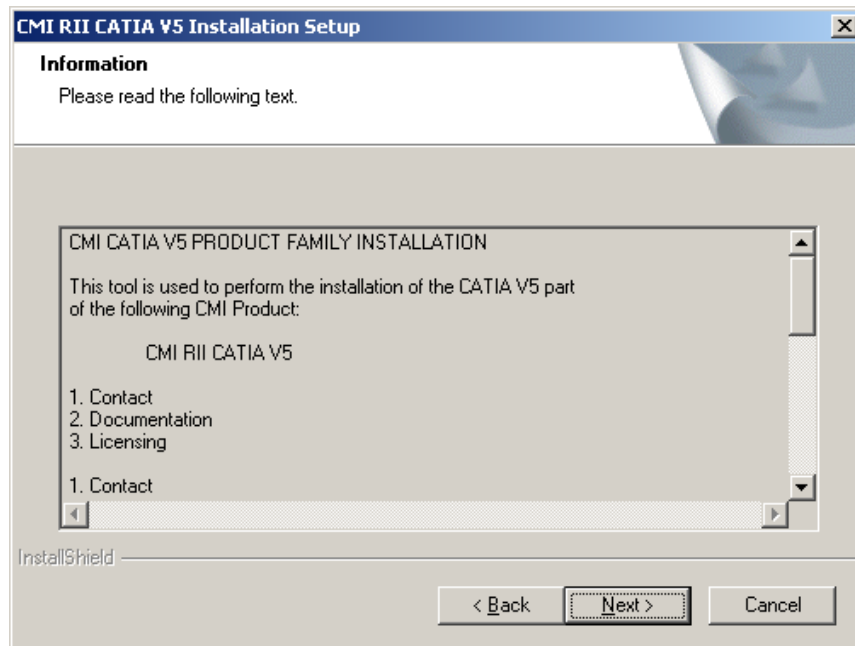 CMI RII CATIA V5 Installation Setup
Information
Please read the following text.
CMI CATIA V5 PRODUCT FAMILY INSTALLATION
This tool is used to perform the installation of the CATIA V5 part
of the following CMI Product:
CMI RII CATIA V5
1. Contact
2. Documentation
3. Licensing
1. Contact
InstallShield
< Back
Next >
Cancel